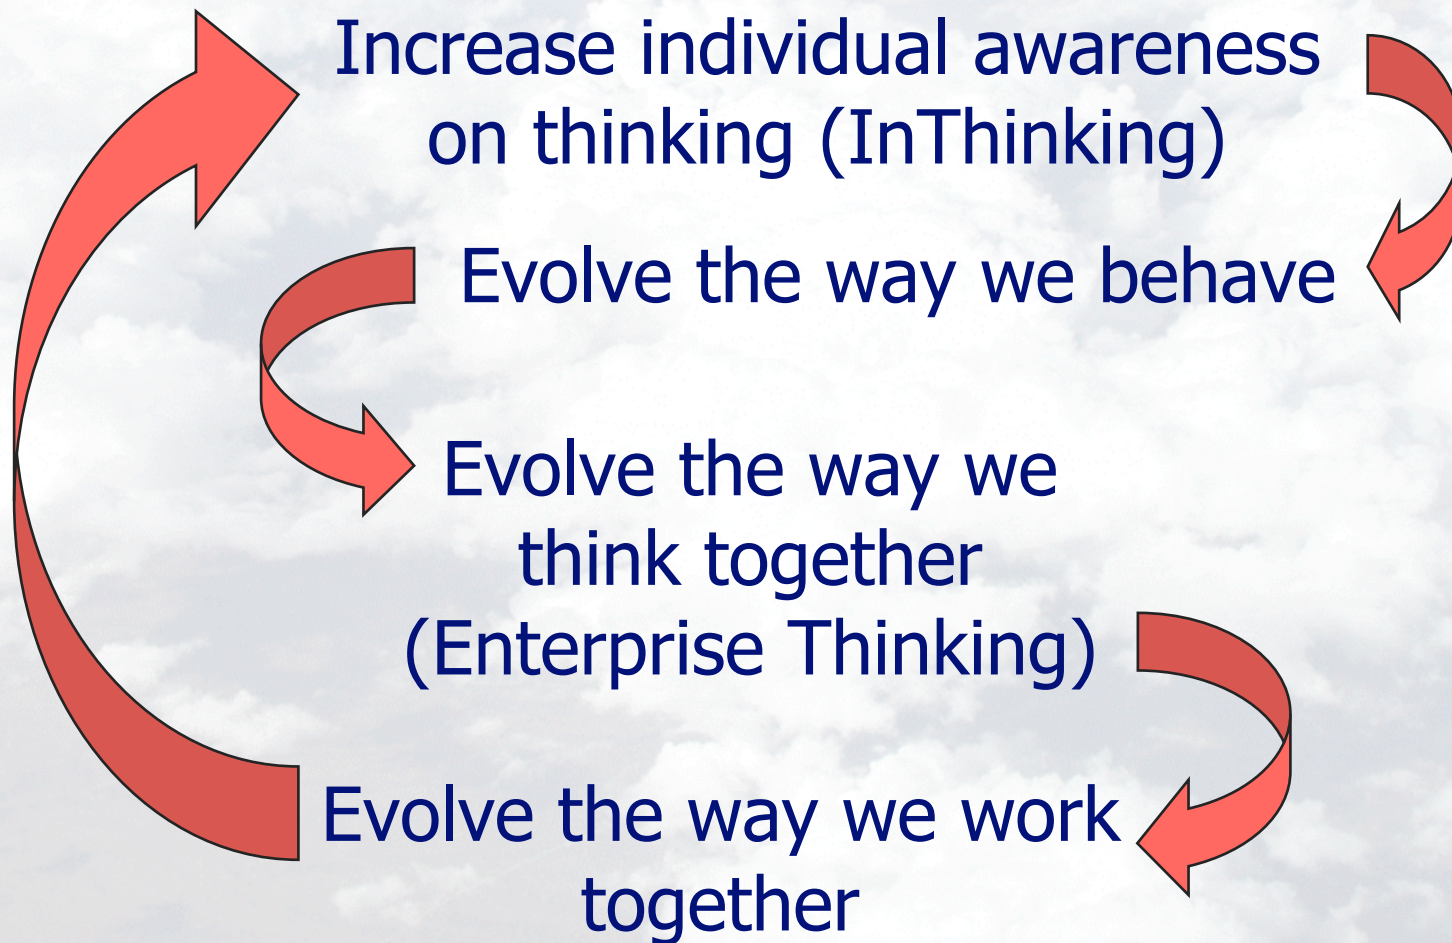 Increase individual awareness
on thinking (InThinking)
Evolve the way we behave
Evolve the way we
think together
(Enterprise Thinking)
Evolve the way we work
together